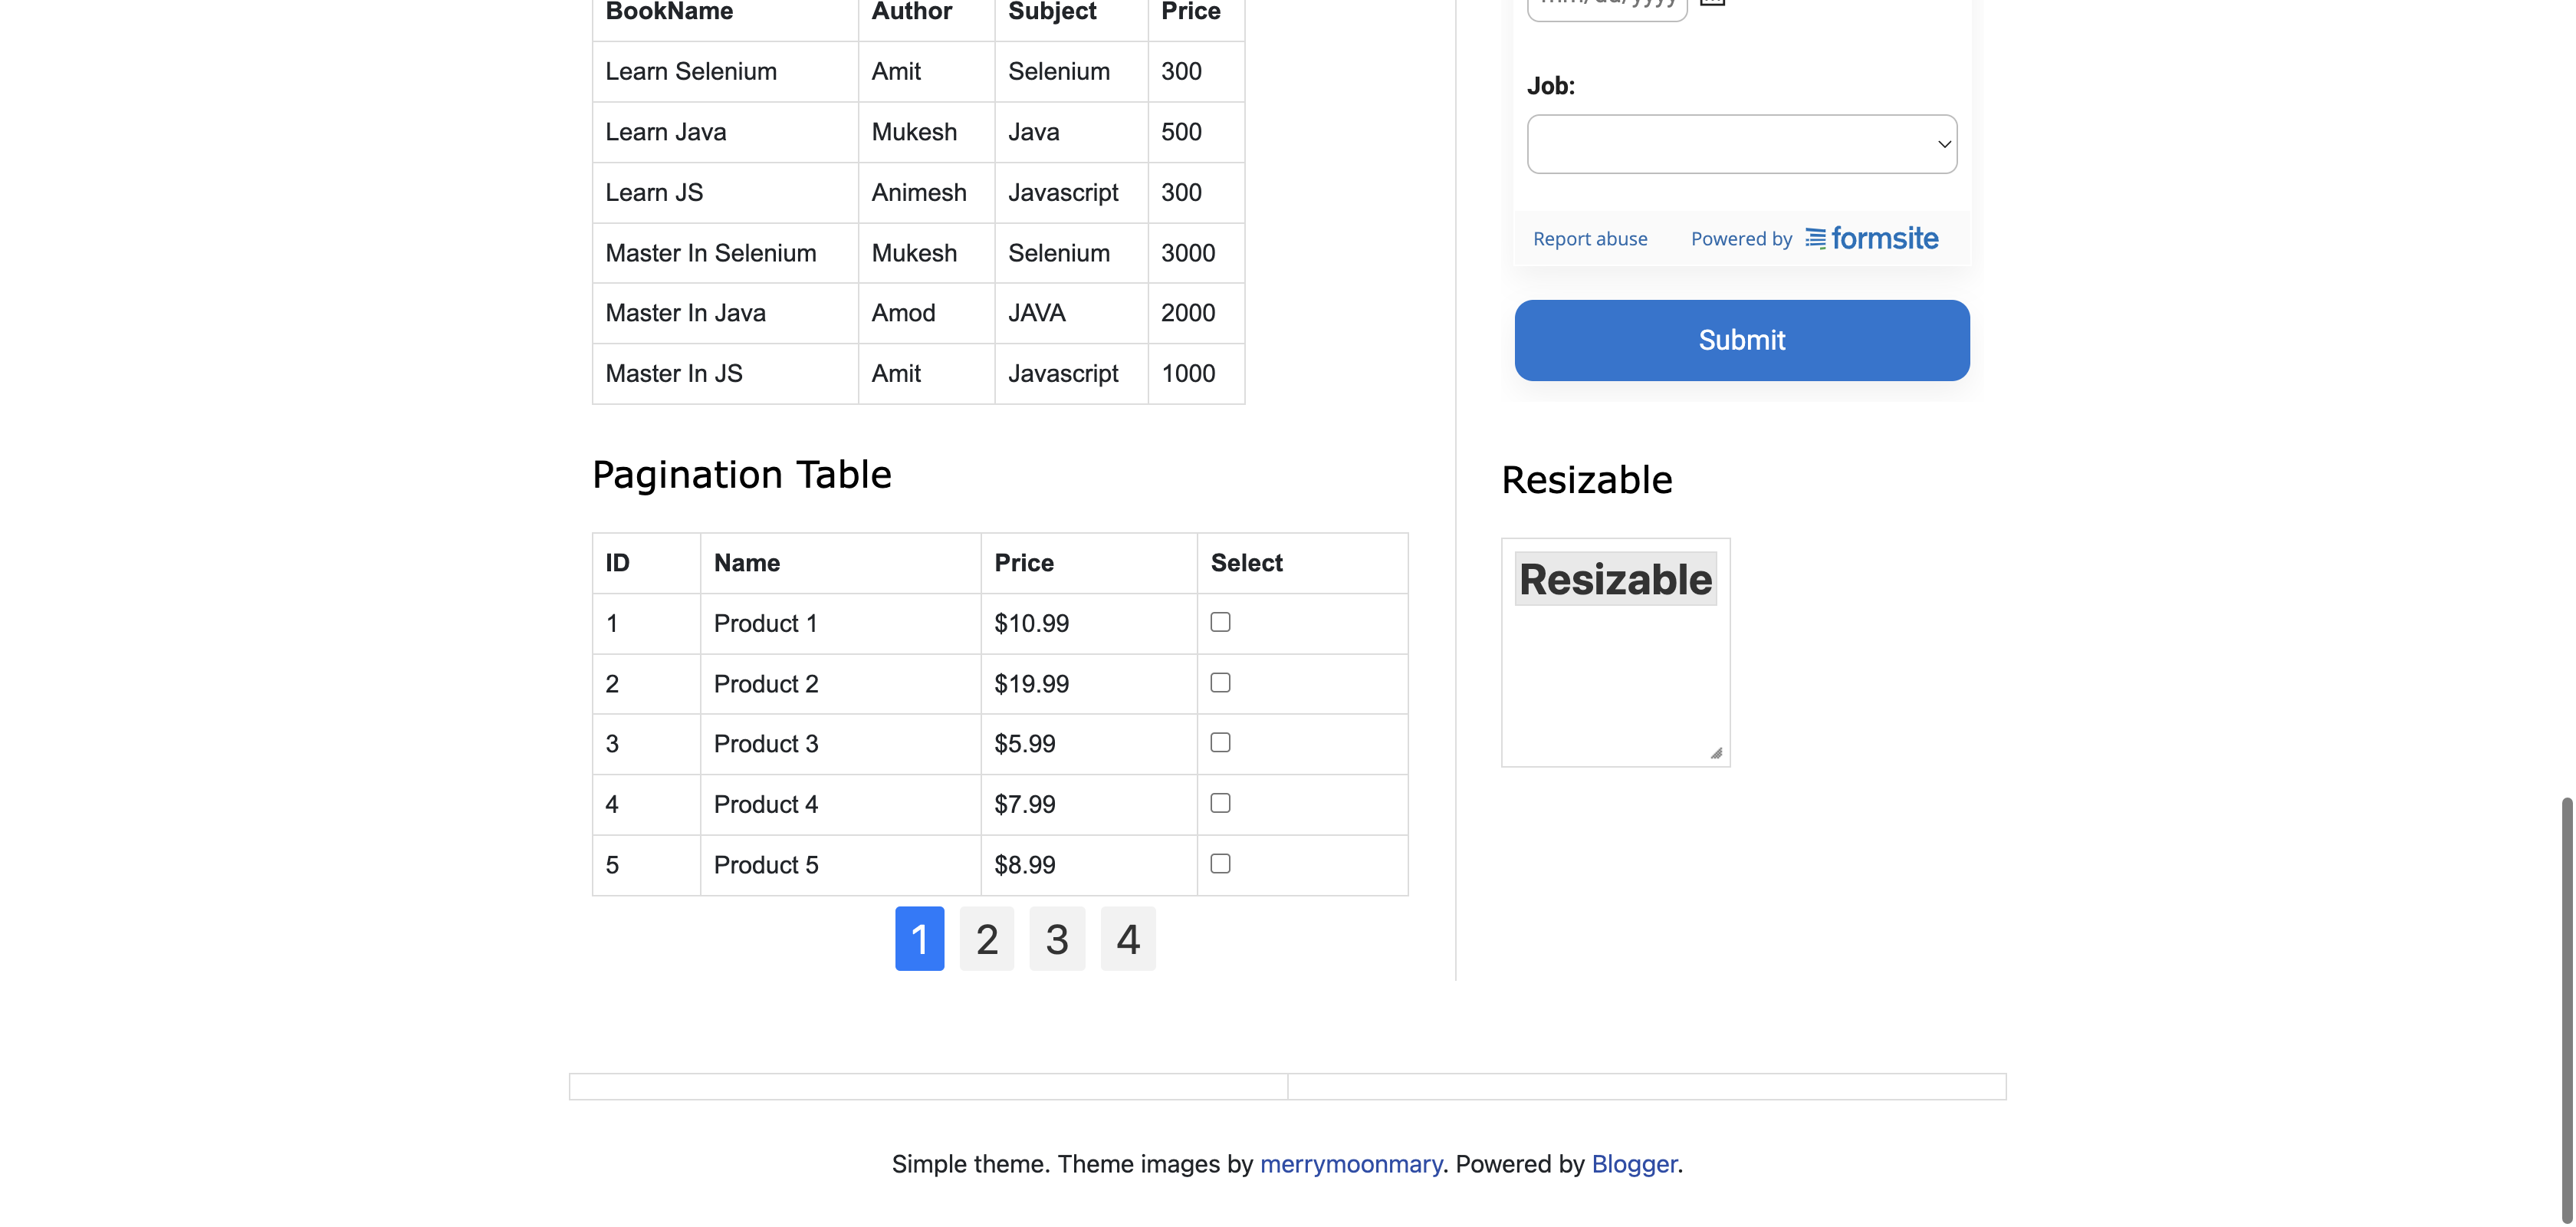 BookName Author Subject Price
Learn Selenium Amit Selenium 300
Learn Java Mukesh Java 500
Learn JS Animesh Javascript 300
Master In Selenium Mukesh Selenium 3000
Master In Java Amod JAVA 2000
Master In JS Amit Javascript 1000
Pagination Table
ID Name Price Select
1 Product 1 $10.99
2 Product 2 $19.99
3 Product 3 $5.99
4 Product 4 $7.99
5 Product 5 $8.99
1 2 3 4
mm/dd/yyyy
Job:
Report abuse Powered by formsite
Submit
Resizable
Resizable
Simple theme. Theme images by merrymoonmary. Powered by Blogger.